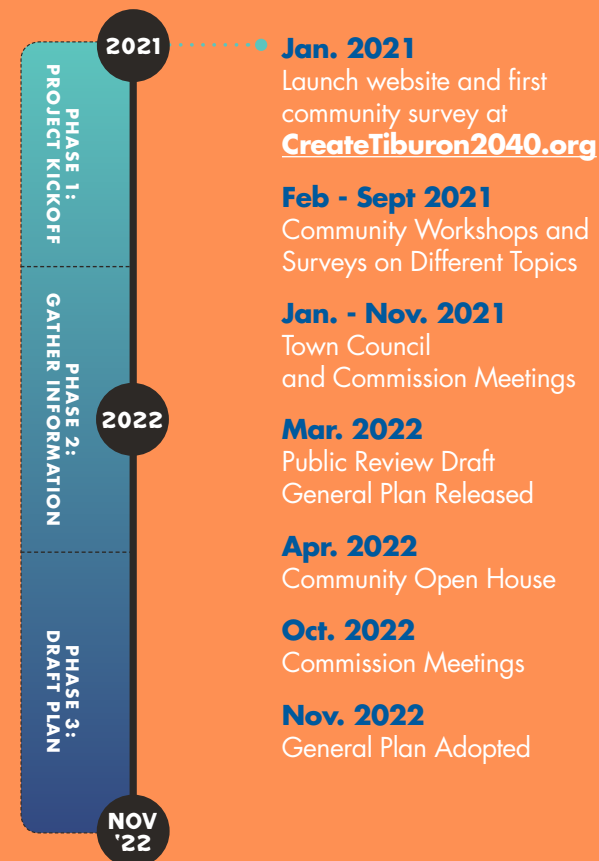 2021
PHASE 1:
PROJECT KICKOFF
PHASE 2:
GATHER INFORMATION
2022
PHASE 3:
DRAFT PLAN
NOV
'22
Jan. 2021
Launch website and first
community survey at
CreateTiburon2040.org
Feb - Sept 2021
Community Workshops and
Surveys on Different Topics
Jan. - Nov. 2021
Town Council
and Commission Meetings
Mar. 2022
Public Review Draft
General Plan Released
Apr. 2022
Community Open House
Oct. 2022
Commission Meetings
Nov. 2022
General Plan Adopted